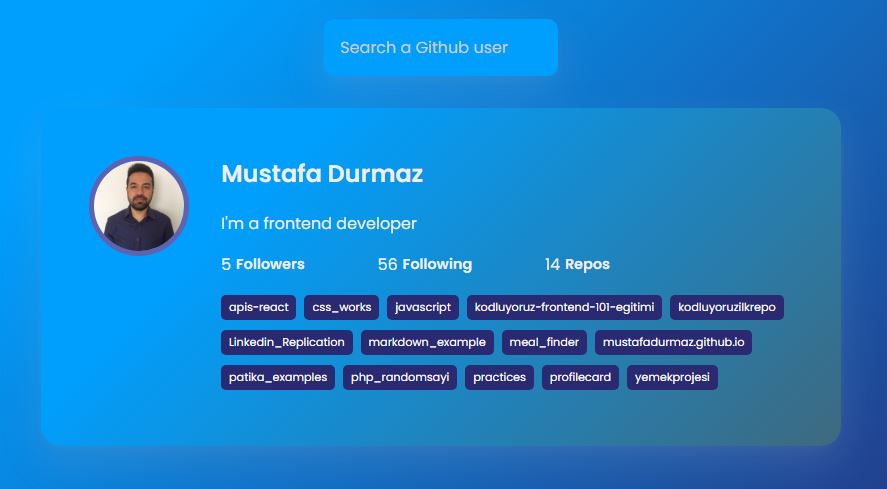 Search a Github user
Mustafa Durmaz
I'm a frontend developer
5 Followers 56 Following 14 Repos
apis-react css_works javascript kodluyoruz-frontend-101-egitimi kodluyoruzilkrepo
Linkedin_Replication markdown_example meal_finder mustafadurmaz.github.io
patika_examples php_randomsayi practices profilecard yemekprojesi